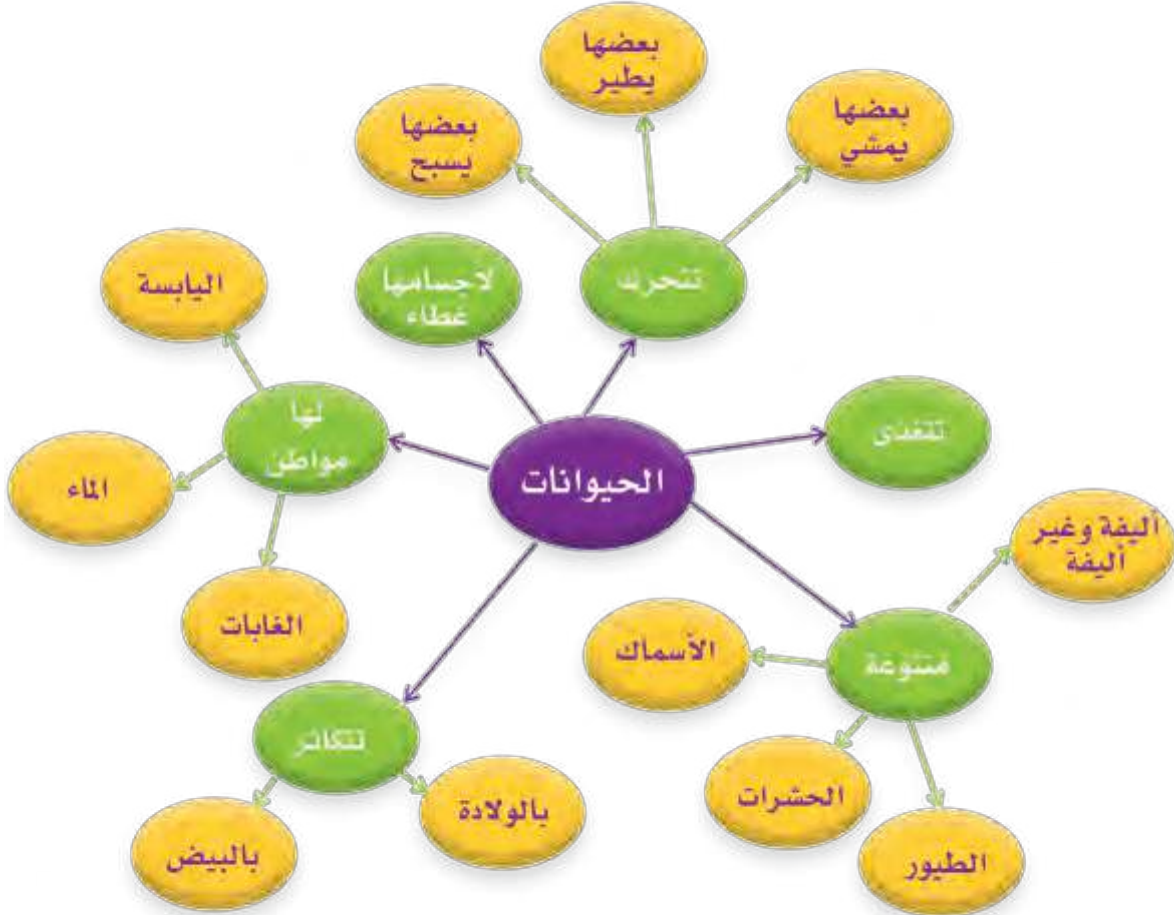 الحيوانات
تتحرك
بعضها
يمشي
بعضها
يطير
بعضها
يسبح
لاجسامها
غطاء
لها
مواطن
اليابسة
الماء
الغابات
تتكاثر
بالبيض
بالولادة
متنوعة
الأسماك
الحشرات
الطيور
أليفة وغير
أليفة
تتغذى